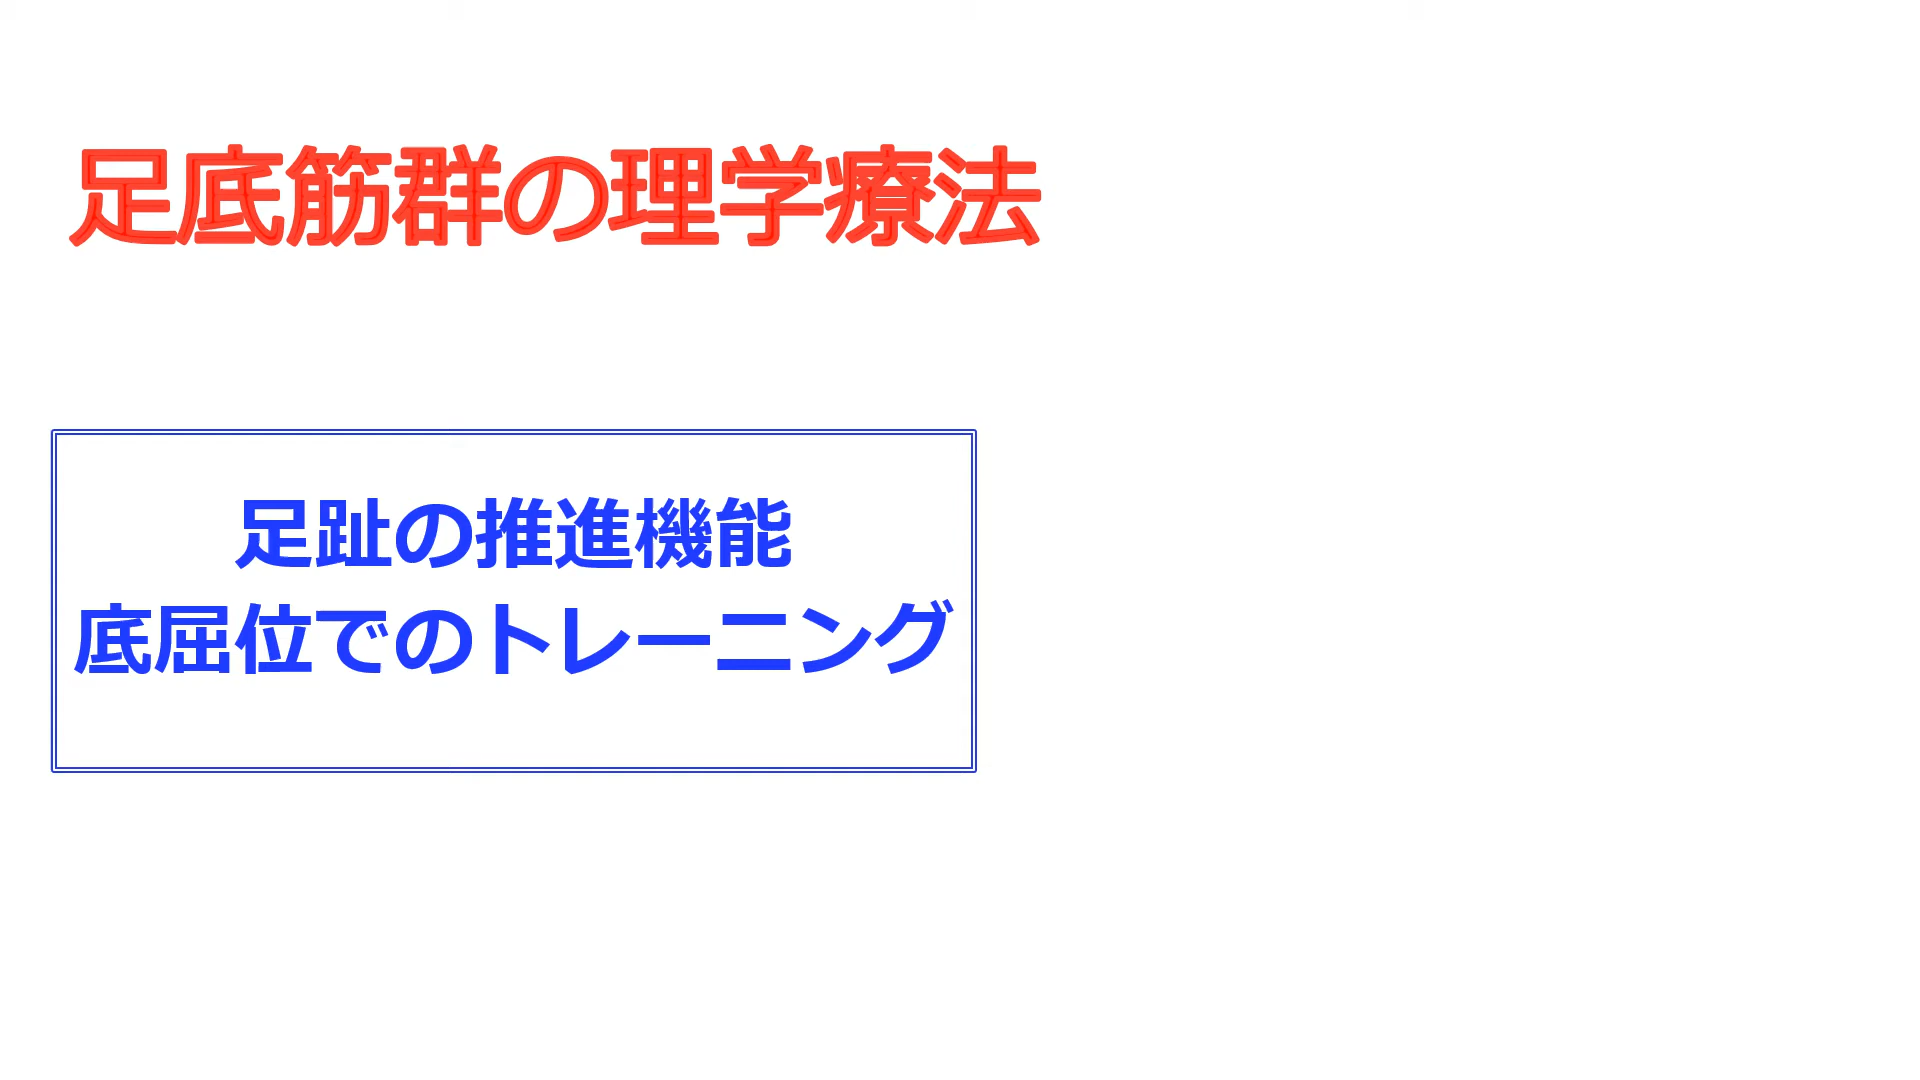 足底筋群の理学療法
足趾の推進機能
底屈位でのトレーニング